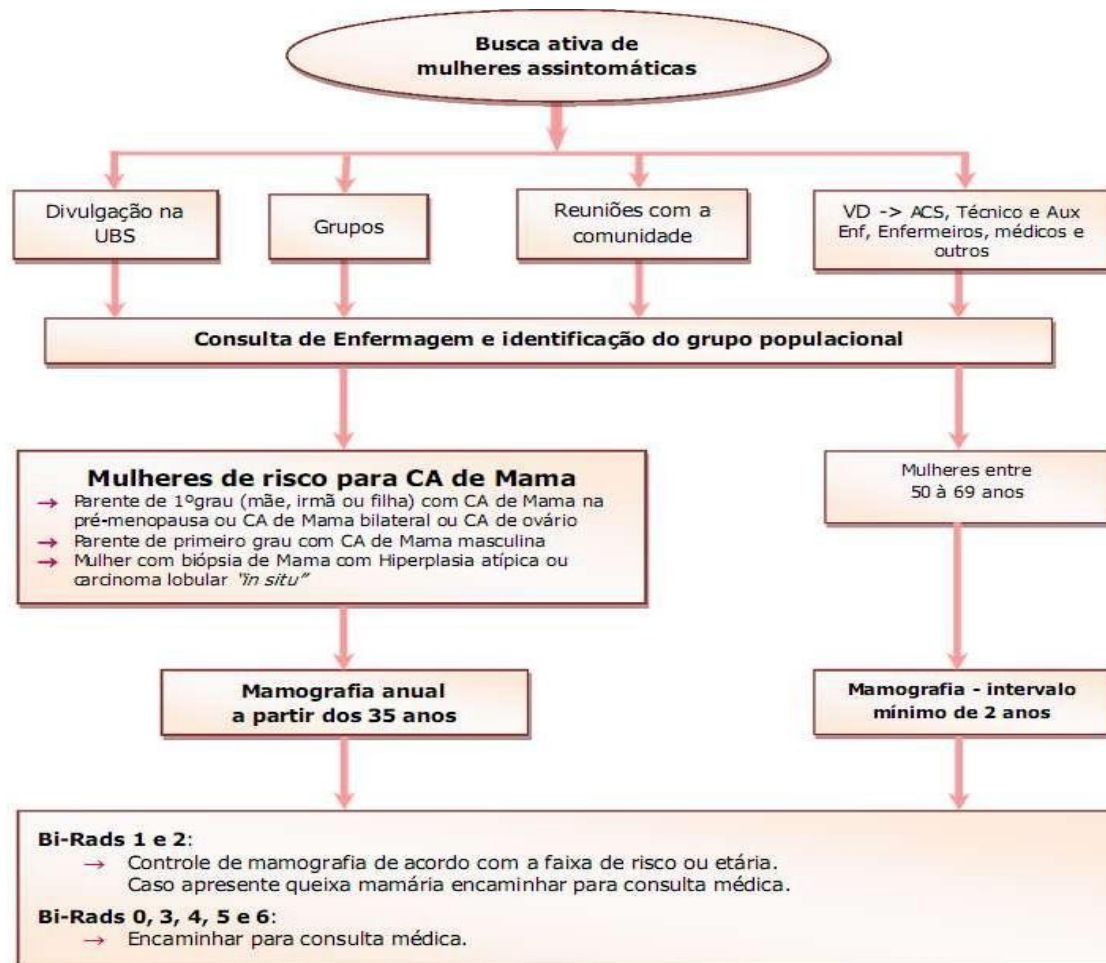 Busca ativa de
mulheres assintomáticas
Divulgação na
UBS
Grupos
Reuniões com a
comunidade
VD -> ACS, Técnico e Aux
Enf, Enfermeiros, médicos e
outros
Consulta de Enfermagem e identificação do grupo populacional
Mulheres de risco para CA de Mama
→ Parente de 1ºgrau (mãe, irmã ou filha) com CA de Mama na
pré-menopausa ou CA de Mama bilateral ou CA de ovário
→ Parente de primeiro grau com CA de Mama masculina
→ Mulher com biópsia de Mama com Hiperplasia atípica ou
carcinoma lobular "in situ"
Mulheres entre
50 à 69 anos
Mamografia anual
a partir dos 35 anos
Mamografia - intervalo
mínimo de 2 anos
Bi-Rads 1 e 2:
→ Controle de mamografia de acordo com a faixa de risco ou etária.
Caso apresente queixa mamária encaminhar para consulta médica.
Bi-Rads 0, 3, 4, 5 e 6:
→ Encaminhar para consulta médica.